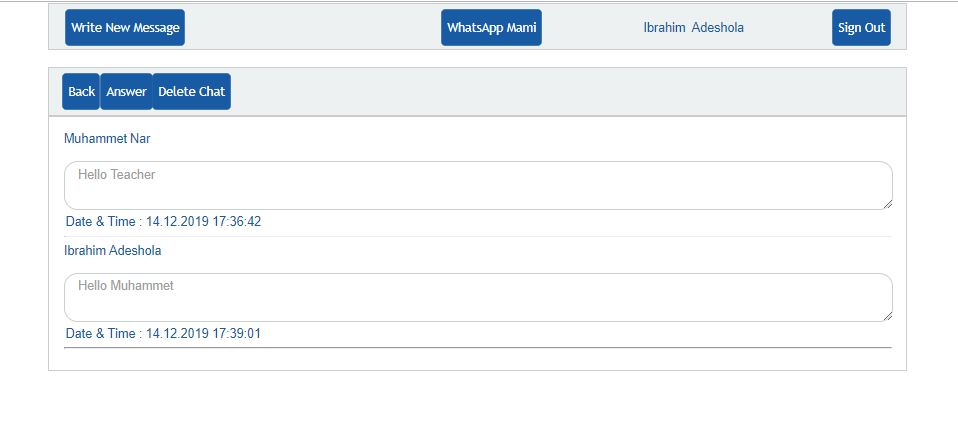 Write New Message WhatsApp Mami Ibrahim Adeshola Sign Out
Back Answer Delete Chat
Muhammet Nar
Hello Teacher
Date & Time : 14.12.2019 17:36:42
Ibrahim Adeshola
Hello Muhammet
Date & Time : 14.12.2019 17:39:01